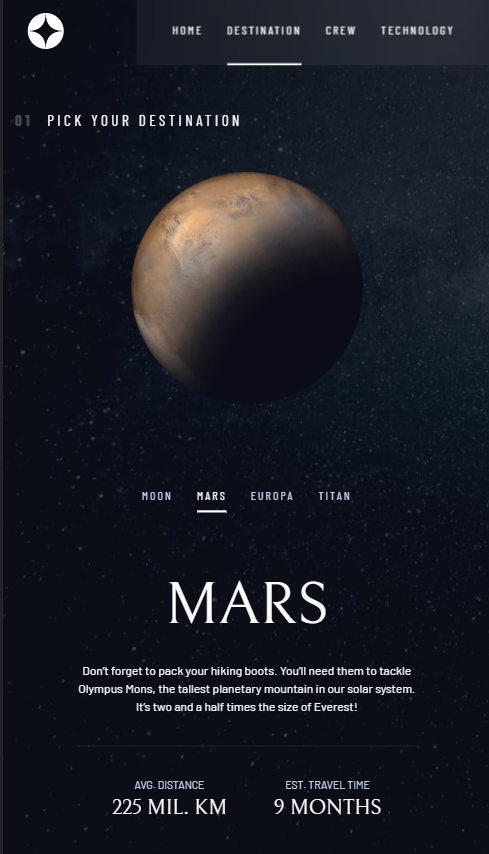 HOME DESTINATION CREW TECHNOLOGY
01 PICK YOUR DESTINATION
MOON MARS EUROPA TITAN
MARS
Don’t forget to pack your hiking boots. You’ll need them to tackle
Olympus Mons, the tallest planetary mountain in our solar system.
It’s two and a half times the size of Everest!
AVG. DISTANCE EST. TRAVEL TIME
225 MIL. KM 9 MONTHS